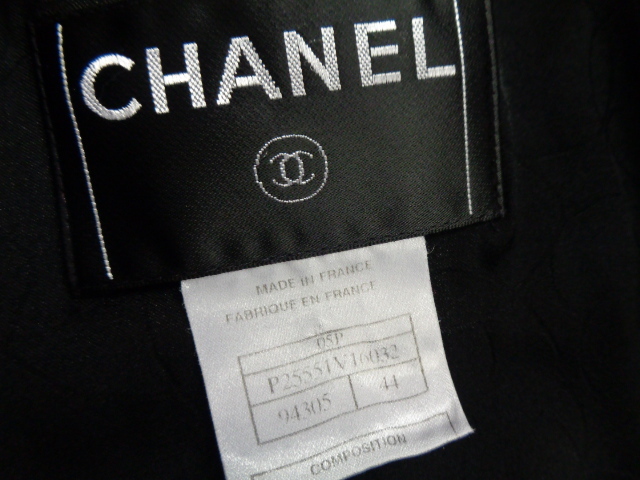 CHANEL
MADE IN FRANCE
FABRIQUE EN FRANCE
05P
P25551V16032
94305 44
COMPOSITION